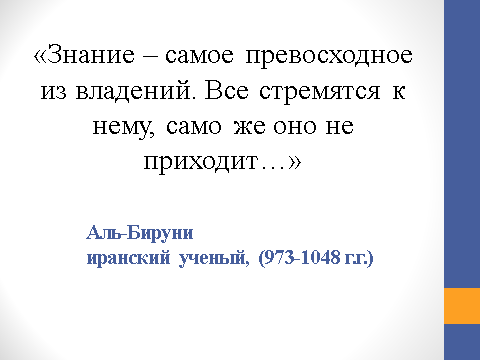 «Знание – самое превосходное
из владений. Все стремятся к
нему, само же оно не
приходит…»
Аль-Бируни
иранский ученый, (973-1048 г.г.)